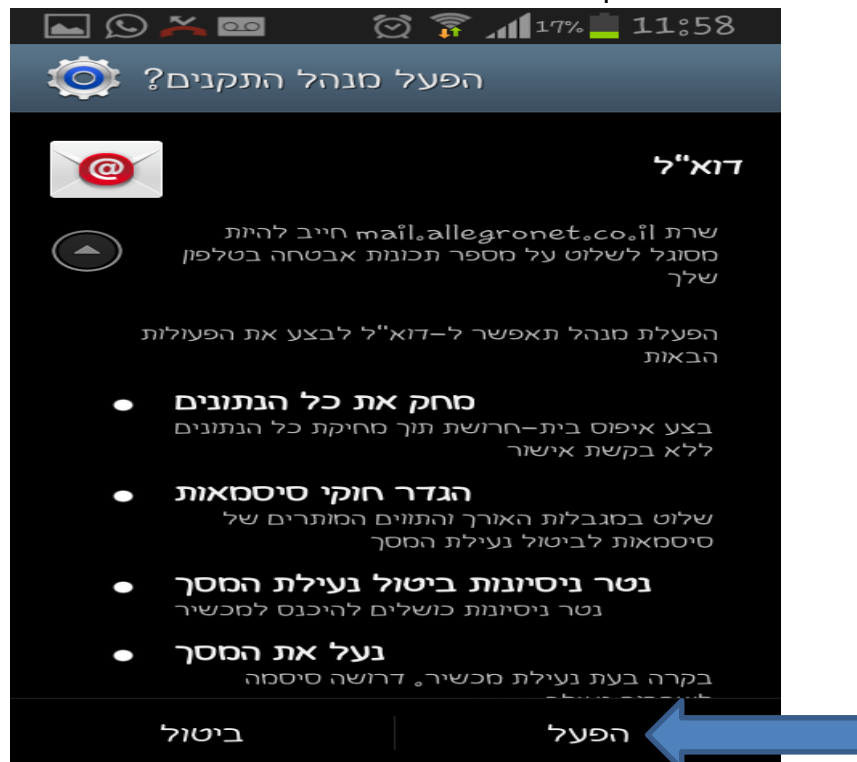 17% 11:58
הפעל מנהל התקנים?
דוא"ל
שרת mail.allegronet.co.il חייב להיות
מסוגל לשלוט על מספר תכונות אבטחה בטלפון
שלך
הפעלת מנהל תאפשר ל-דוא"ל לבצע את הפעולות
הבאות
מחק את כל הנתונים
בצע איפוס בית-חרושת תוך מחיקת כל הנתונים
ללא בקשת אישור
הגדר חוקי סיסמאות
שלוט במגבלות האורך והתווים המותרים של
סיסמאות לביטול נעילת המסך
נטר ניסיונות ביטול נעילת המסך
נטר ניסיונות כושלים להיכנס למכשיר
נעל את המסך
בקרה בעת נעילת מכשיר. דרושה סיסמה
הפעל
ביטול